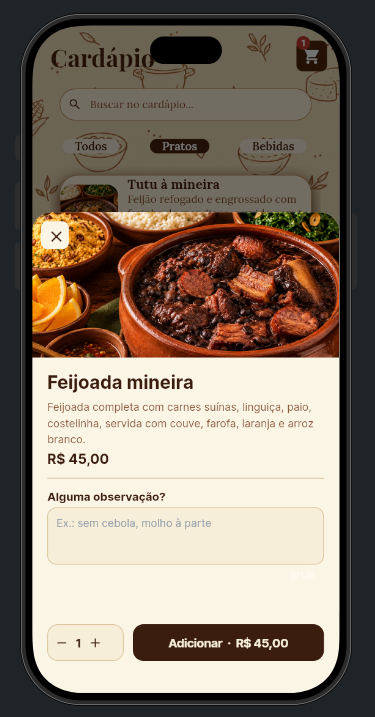 Cardápio
1
Buscar no cardápio...
Todos
Pratos
Bebidas
Tutu à mineira
Feijão refogado e engrossado com
Feijoada mineira
Feijoada completa com carnes suínas, linguiça, paio,
costelinha, servida com couve, farofa, laranja e arroz
branco.
R$ 45,00
Alguma observação?
Ex.: sem cebola, molho à parte
1
Adicionar · R$ 45,00